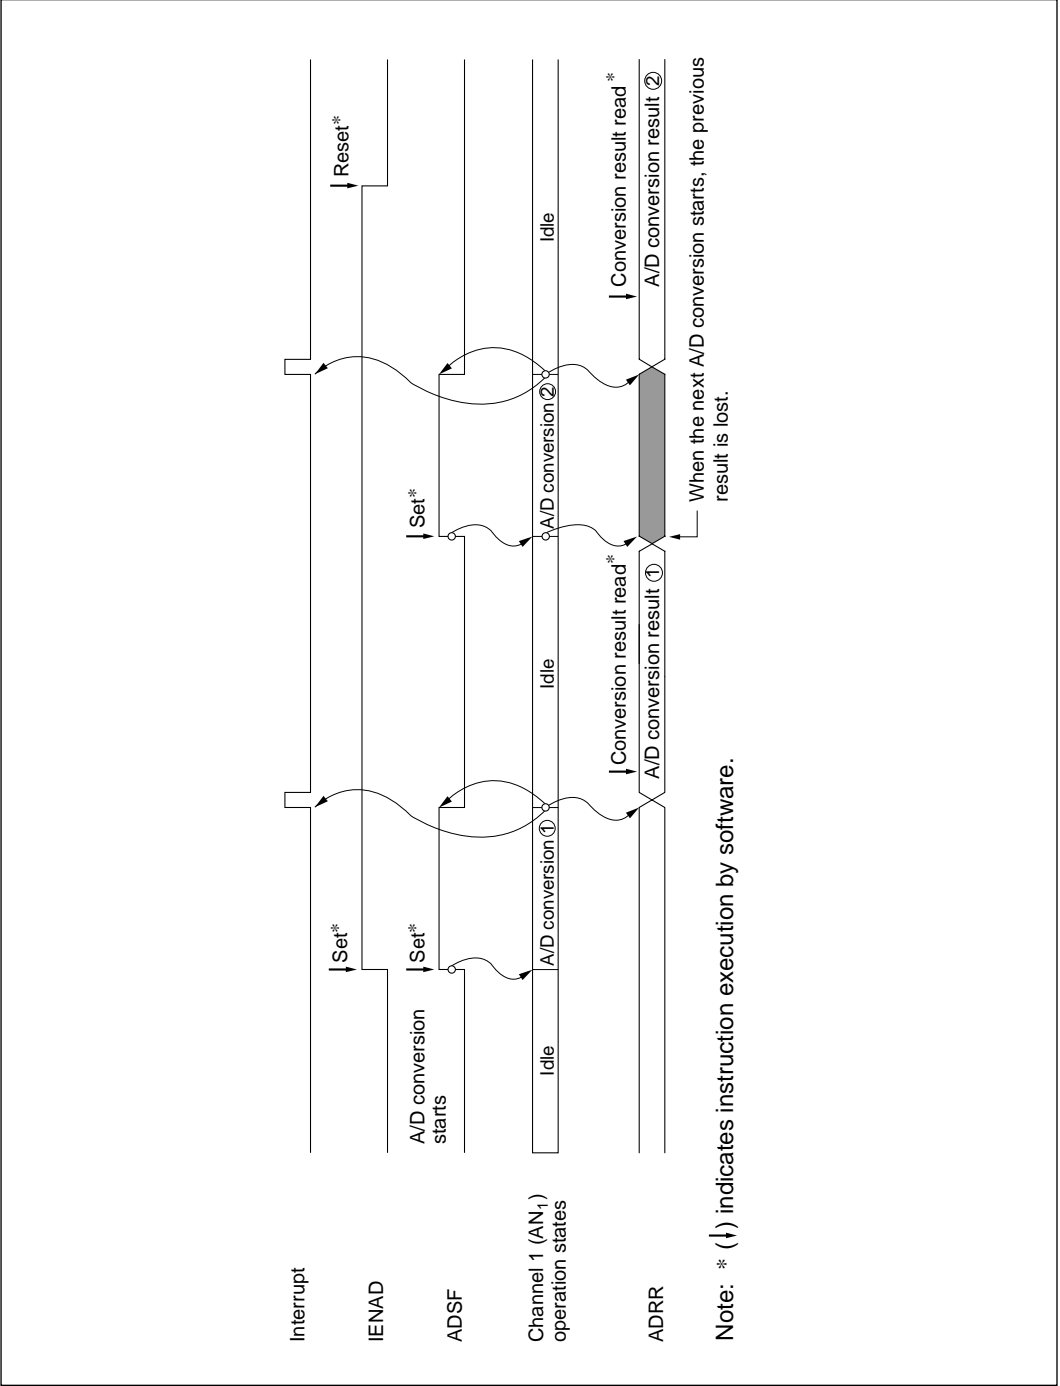 Interrupt
IENAD
Set*
Reset*
ADSF
A/D conversion
starts
Set*
Set*
Channel 1 (AN₁)
operation states
Idle
A/D conversion ①
Idle
A/D conversion ②
Idle
Conversion result read*
Conversion result read*
ADRR
A/D conversion result ①
A/D conversion result ②
When the next A/D conversion starts, the previous
result is lost.
Note: * (↓) indicates instruction execution by software.